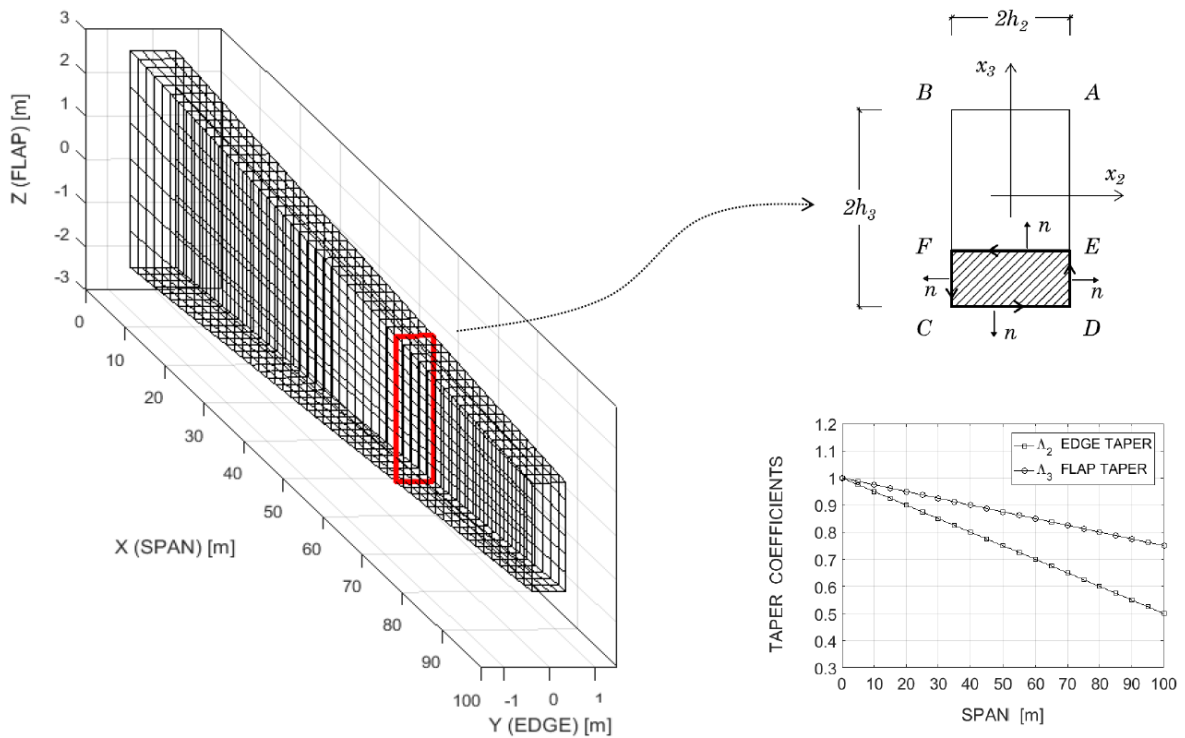 3
2
1
0
-1
-2
-3
Z (FLAP) [m]
0
10
20
30
40
50
60
70
80
90
100
X (SPAN) [m]
-1
0
1
Y (EDGE) [m]
2h₂
x₃
B
A
x₂
2h₃
n
F
E
n
n
C
D
n
1.2
1.1
1
0.9
0.8
0.7
0.6
0.5
0.4
0.3
TAPER COEFFICIENTS
Λ₂ EDGE TAPER
Λ₃ FLAP TAPER
0 10 20 30 40 50 60 70 80 90 100
SPAN [m]